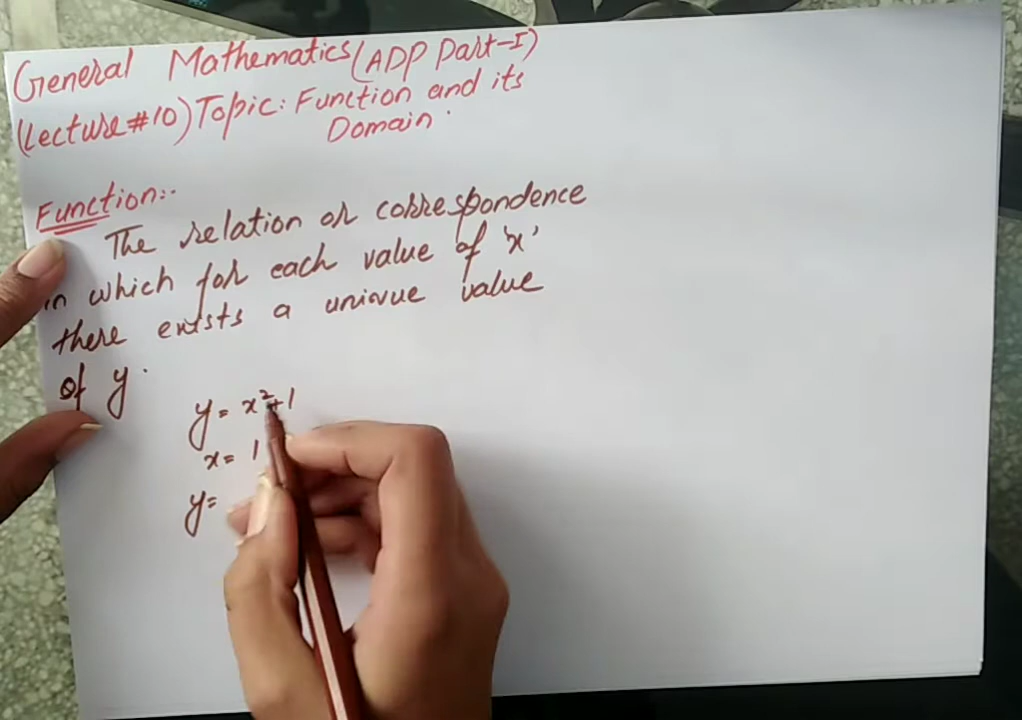 General Mathematics (ADP Part-I)
(Lecture#10) Topic: Function and its
Domain.
Function:-
The relation or correspondence
in which for each value of 'x'
there exists a unique value
of y.
y = x²+1
x = 1
y =